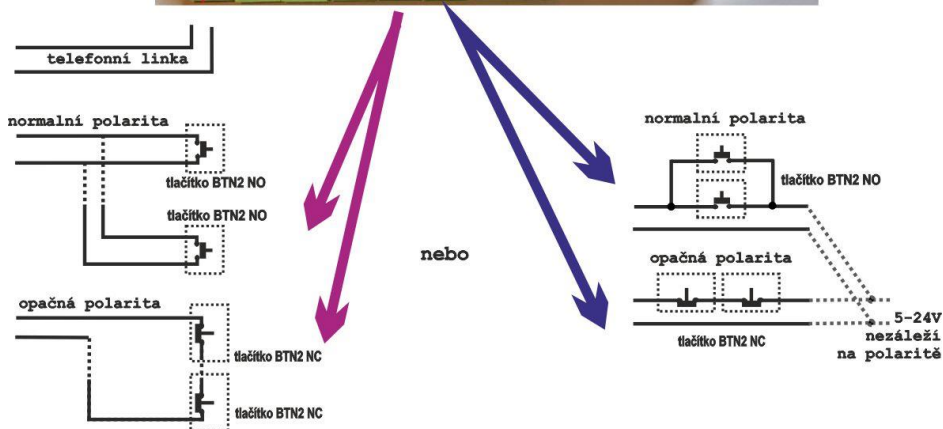 telefonní linka
normalní polarita
tlačítko BTN2 NO
tlačítko BTN2 NO
opačná polarita
tlačítko BTN2 NC
tlačítko BTN2 NC
nebo
normalní polarita
tlačítko BTN2 NO
opačná polarita
tlačítko BTN2 NC
5-24V
nezáleží
na polaritě